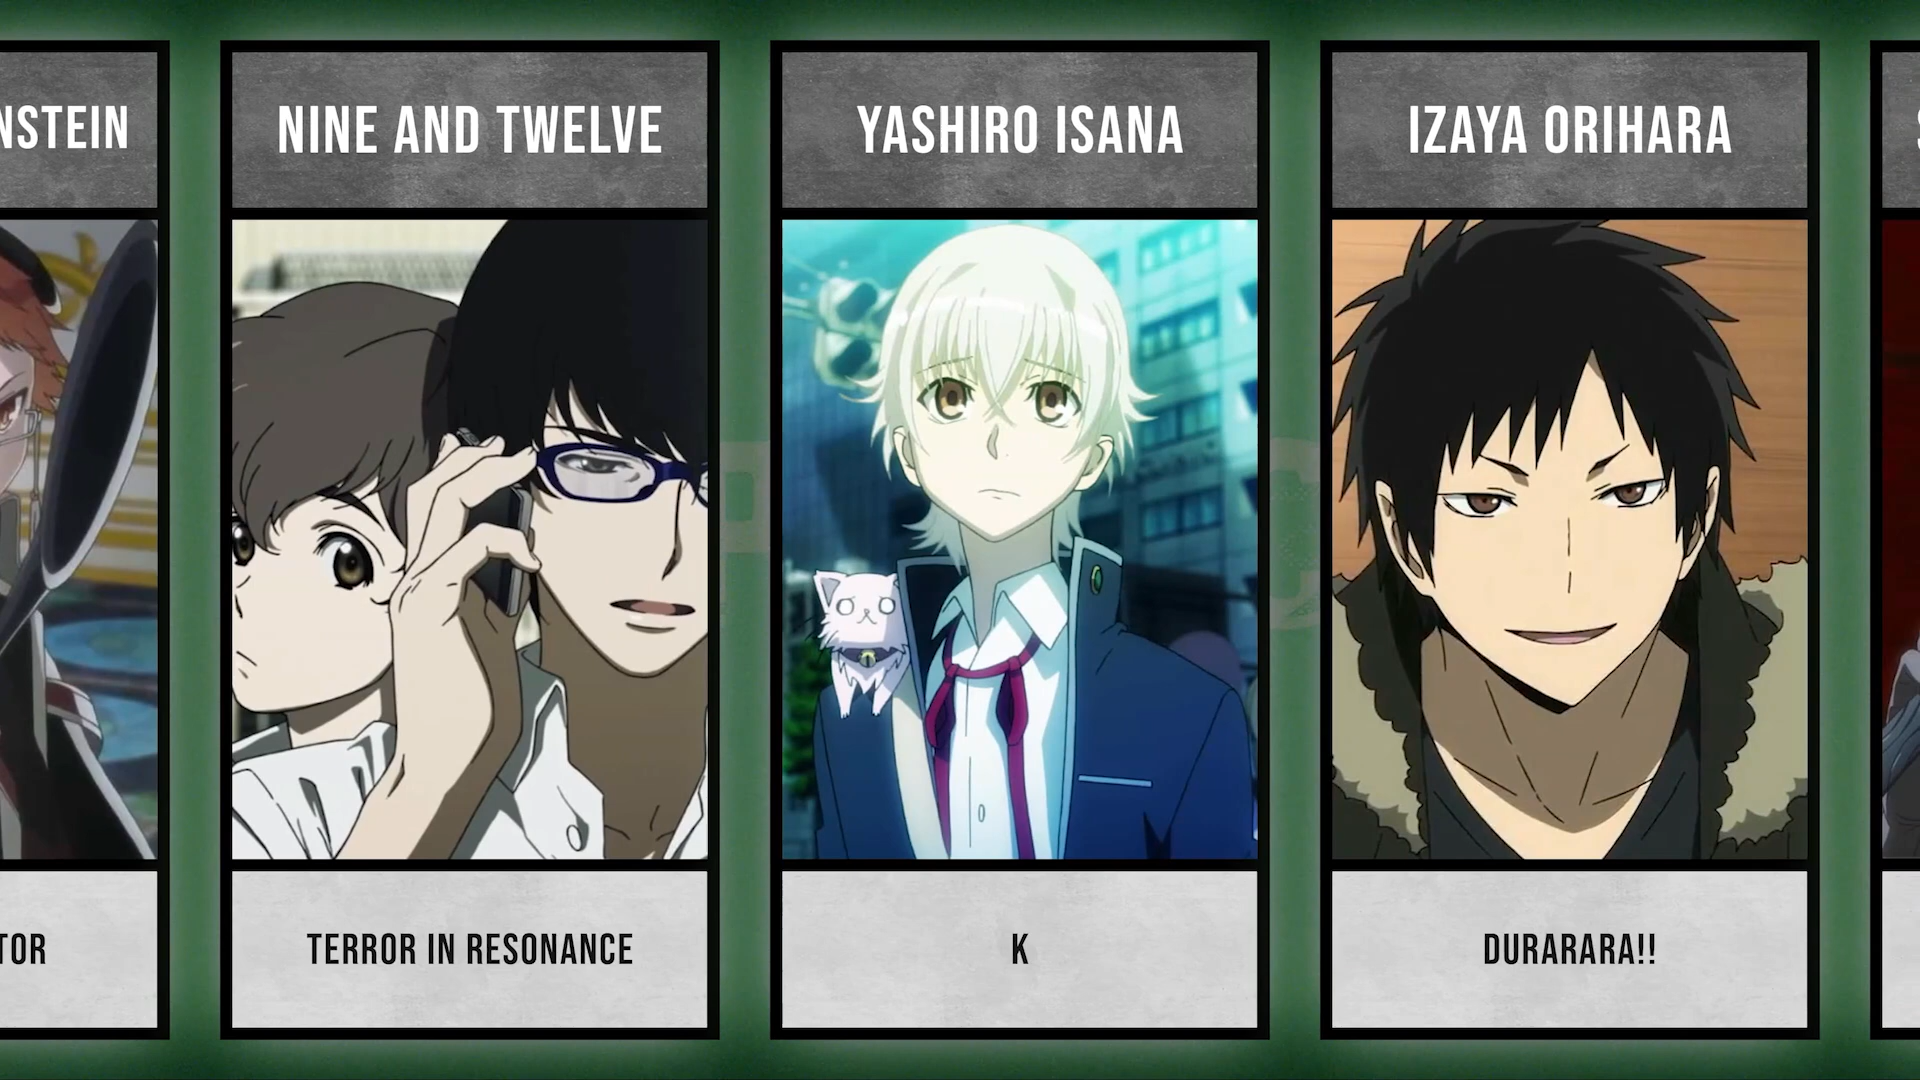 NSTEIN
NINE AND TWELVE
YASHIRO ISANA
IZAYA ORIHARA
TOR
TERROR IN RESONANCE
K
DURARARA!!